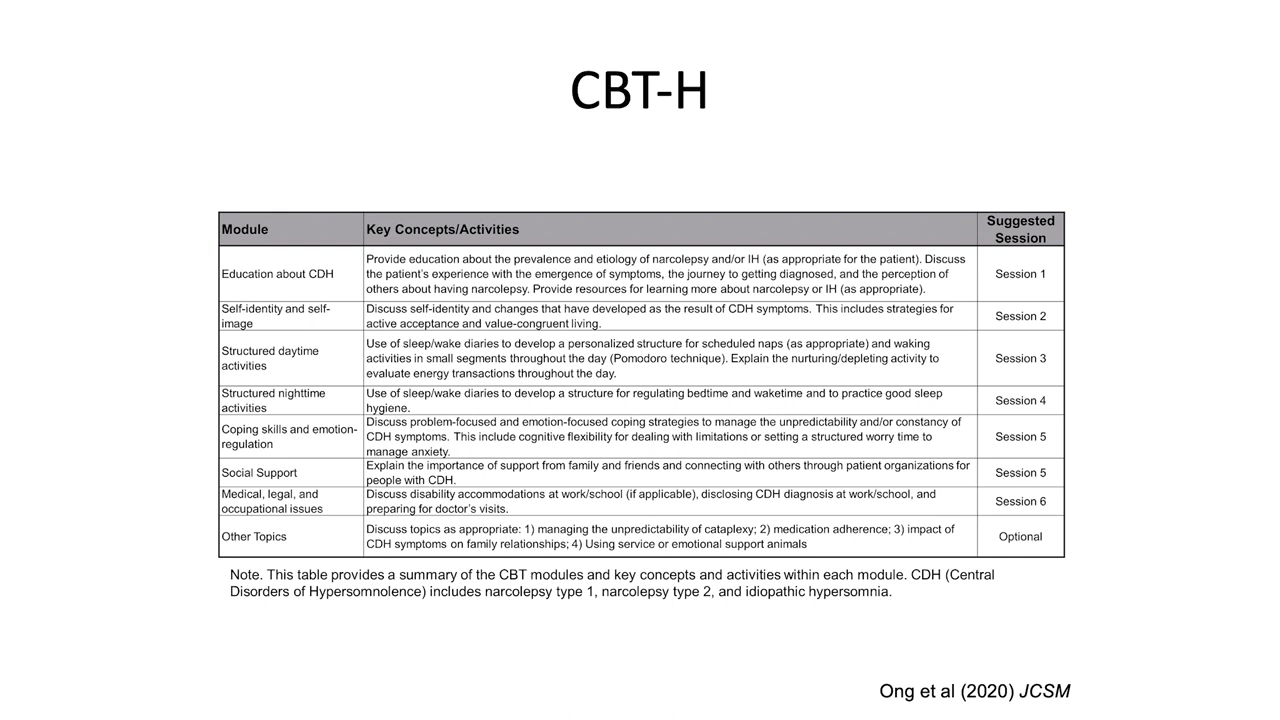 CBT-H
Module
Key Concepts/Activities
Suggested
Session
Education about CDH
Provide education about the prevalence and etiology of narcolepsy and/or IH (as appropriate for the patient). Discuss
the patient's experience with the emergence of symptoms, the journey to getting diagnosed, and the perception of
others about having narcolepsy. Provide resources for learning more about narcolepsy or IH (as appropriate).
Session 1
Self-identity and self-
image
Discuss self-identity and changes that have developed as the result of CDH symptoms. This includes strategies for
active acceptance and value-congruent living.
Session 2
Structured daytime
activities
Use of sleep/wake diaries to develop a personalized structure for scheduled naps (as appropriate) and waking
activities in small segments throughout the day (Pomodoro technique). Explain the nurturing/depleting activity to
evaluate energy transactions throughout the day.
Session 3
Structured nighttime
activities
Use of sleep/wake diaries to develop a structure for regulating bedtime and waketime and to practice good sleep
hygiene.
Session 4
Coping skills and emotion-
regulation
Discuss problem-focused and emotion-focused coping strategies to manage the unpredictability and/or constancy of
CDH symptoms. This include cognitive flexibility for dealing with limitations or setting a structured worry time to
manage anxiety.
Session 5
Social Support
Explain the importance of support from family and friends and connecting with others through patient organizations for
people with CDH.
Session 5
Medical, legal, and
occupational issues
Discuss disability accommodations at work/school (if applicable), disclosing CDH diagnosis at work/school, and
preparing for doctor's visits.
Session 6
Other Topics
Discuss topics as appropriate: 1) managing the unpredictability of cataplexy; 2) medication adherence; 3) impact of
CDH symptoms on family relationships; 4) Using service or emotional support animals
Optional
Note. This table provides a summary of the CBT modules and key concepts and activities within each module. CDH (Central
Disorders of Hypersomnolence) includes narcolepsy type 1, narcolepsy type 2, and idiopathic hypersomnia.
Ong et al (2020) JCSM